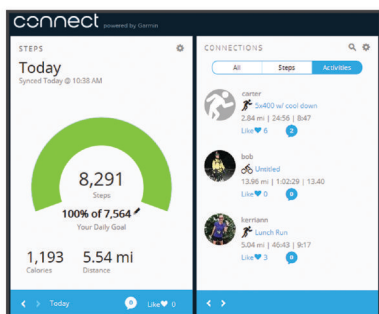 connect powered by Garmin
STEPS
Today
Synced Today @ 10:38 AM
8,291
Steps
100% of 7,564
Your Daily Goal
1,193 5.54 mi
Calories Distance
< > Today 0 Like 0
CONNECTIONS
All Steps Activities
carter
5x400 w/ cool down
2.84 mi | 24:56 | 8:47
Like 6 2
bob
Untitled
13.96 mi | 1:02:29 | 13.40
Like 0 0
kerriann
Lunch Run
5.04 mi | 46:43 | 9:17
Like 3 0
< >